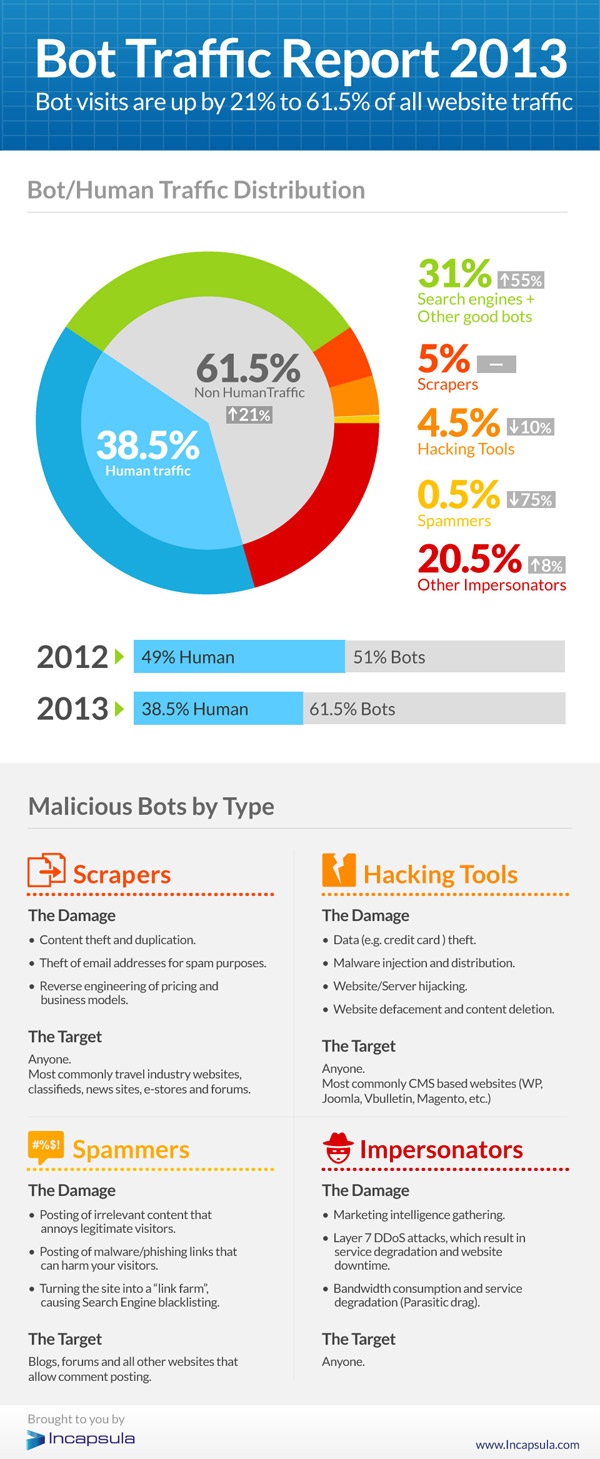 Bot Traffic Report 2013
Bot visits are up by 21% to 61.5% of all website traffic
Bot/Human Traffic Distribution
61.5%
Non HumanTraffic
↑21%
38.5%
Human traffic
31% ↑55%
Search engines +
Other good bots
5% —
Scrapers
4.5% ↓10%
Hacking Tools
0.5% ↓75%
Spammers
20.5% ↑8%
Other Impersonators
2012 49% Human 51% Bots
2013 38.5% Human 61.5% Bots
Malicious Bots by Type
Scrapers
The Damage
• Content theft and duplication.
• Theft of email addresses for spam purposes.
• Reverse engineering of pricing and
business models.
The Target
Anyone.
Most commonly travel industry websites,
classifieds, news sites, e-stores and forums.
Hacking Tools
The Damage
• Data (e.g. credit card ) theft.
• Malware injection and distribution.
• Website/Server hijacking.
• Website defacement and content deletion.
The Target
Anyone.
Most commonly CMS based websites (WP,
Joomla, Vbulletin, Magento, etc.)
#%$!
Spammers
The Damage
• Posting of irrelevant content that
annoys legitimate visitors.
• Posting of malware/phishing links that
can harm your visitors.
• Turning the site into a “link farm”,
causing Search Engine blacklisting.
The Target
Blogs, forums and all other websites that
allow comment posting.
Impersonators
The Damage
• Marketing intelligence gathering.
• Layer 7 DDoS attacks, which result in
service degradation and website
downtime.
• Bandwidth consumption and service
degradation (Parasitic drag).
The Target
Anyone.
Brought to you by
Incapsula
www.Incapsula.com